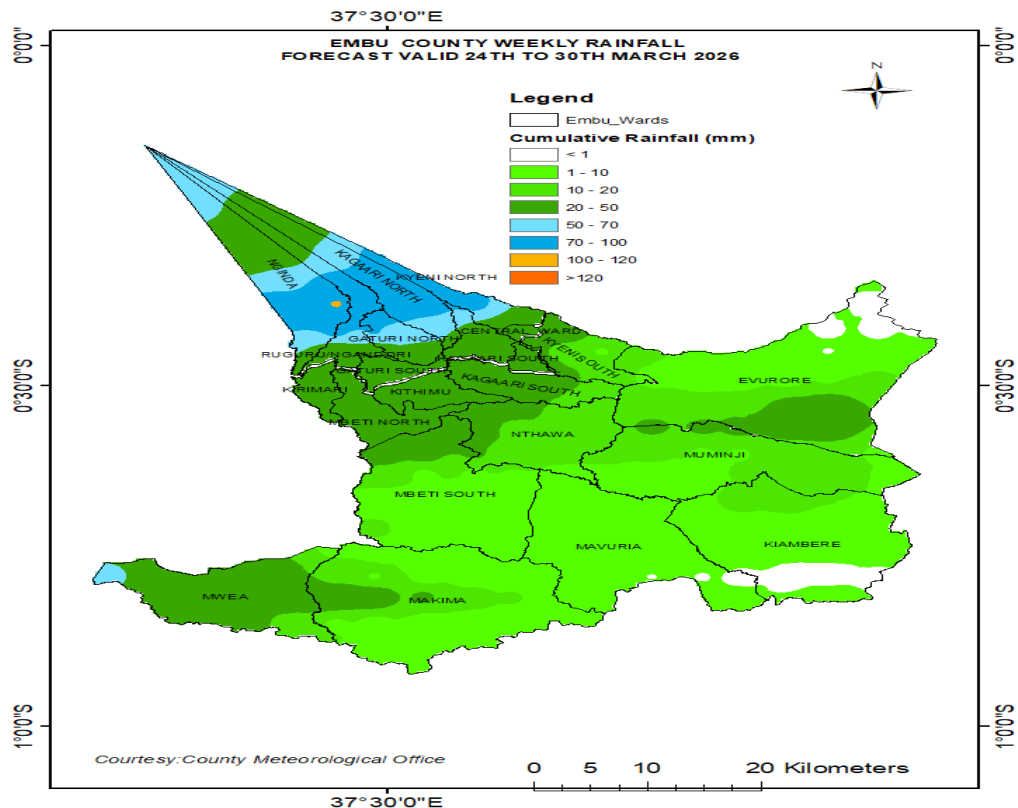 37°30'0"E
EMBU COUNTY WEEKLY RAINFALL
FORECAST VALID 24TH TO 30TH MARCH 2026
0°0'0"
0°0'0"
N
Legend
Embu_Wards
Cumulative Rainfall (mm)
< 1
1 - 10
10 - 20
20 - 50
50 - 70
70 - 100
100 - 120
>120
NGINDA
KAGAARI NORTH
KYENI NORTH
CENTRAL WARD
GATURI NORTH
KYENI SOUTH
RUGURU/NGANDORI
KAGAARI SOUTH
GATURI SOUTH
KAGAARI SOUTH
EVURORE
0°30'0"S
0°30'0"S
KIRIMARI
KITHIMU
MBETI NORTH
NTHAWA
MUMINJI
MBETI SOUTH
MAVURIA
KIAMBERE
MWEA
MAKIMA
1°0'0"S
1°0'0"S
Courtesy:County Meteorological Office
0 5 10 20 Kilometers
37°30'0"E